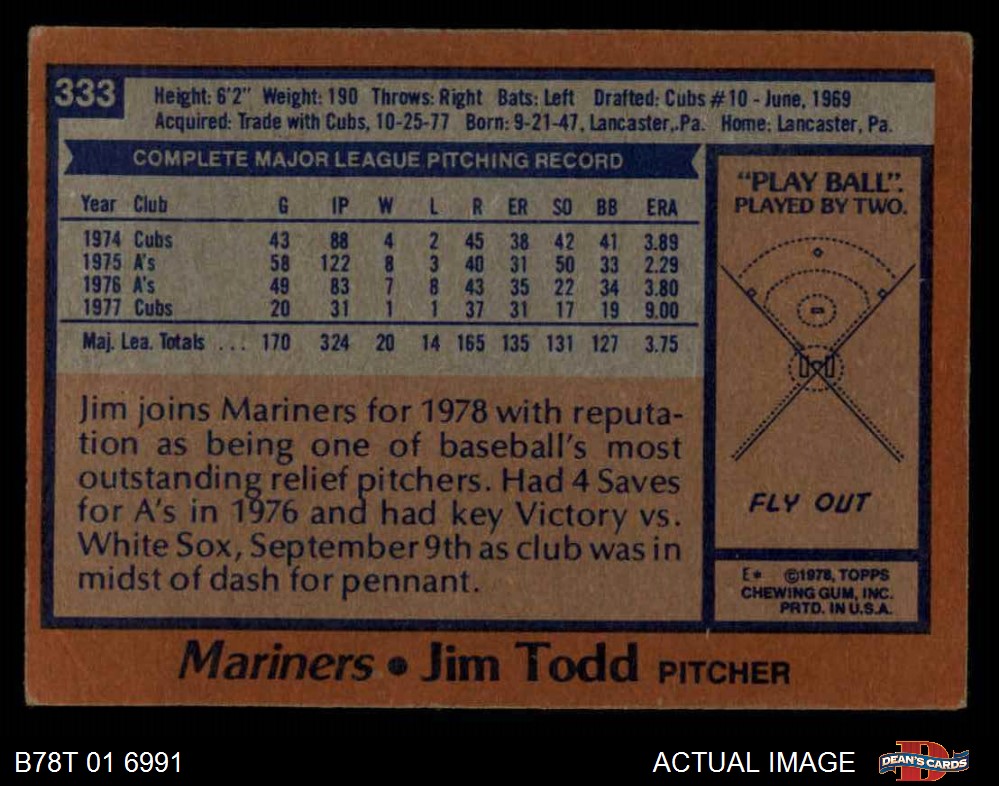 333
Height: 6'2" Weight: 190 Throws: Right Bats: Left Drafted: Cubs #10 - June, 1969
Acquired: Trade with Cubs, 10-25-77 Born: 9-21-47, Lancaster, Pa. Home: Lancaster, Pa.
COMPLETE MAJOR LEAGUE PITCHING RECORD
Year Club G IP W L R ER SO BB ERA
1974 Cubs 43 88 4 2 45 38 42 41 3.89
1975 A's 58 122 8 3 40 31 50 33 2.29
1976 A's 49 83 7 8 43 35 22 34 3.80
1977 Cubs 20 31 1 1 37 31 17 19 9.00
Maj. Lea. Totals ... 170 324 20 14 165 135 131 127 3.75
Jim joins Mariners for 1978 with reputa-
tion as being one of baseball's most
outstanding relief pitchers. Had 4 Saves
for A's in 1976 and had key Victory vs.
White Sox, September 9th as club was in
midst of dash for pennant.
"PLAY BALL".
PLAYED BY TWO.
FLY OUT
E* ©1978, TOPPS
CHEWING GUM, INC.
PRTD. IN U.S.A.
Mariners • Jim Todd PITCHER
B78T 01 6991
ACTUAL IMAGE
D
DEAN'S CARDS